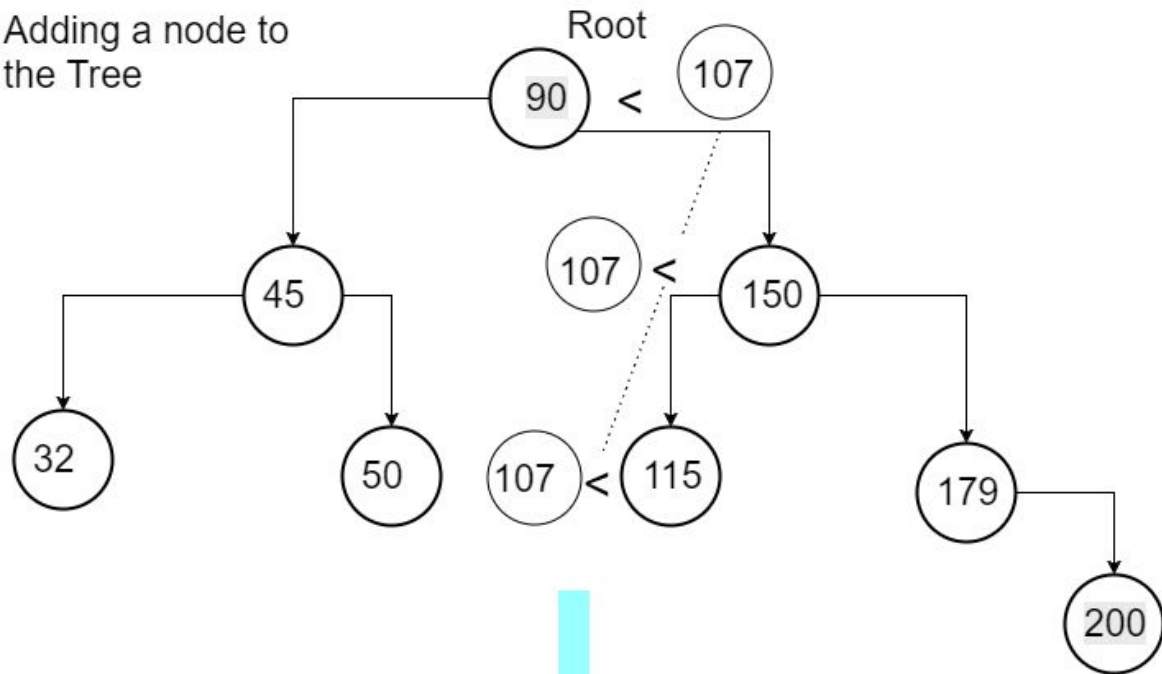 Adding a node to
the Tree
Root
90 < 107
107 < 150
45
32
50
107 < 115
179
200